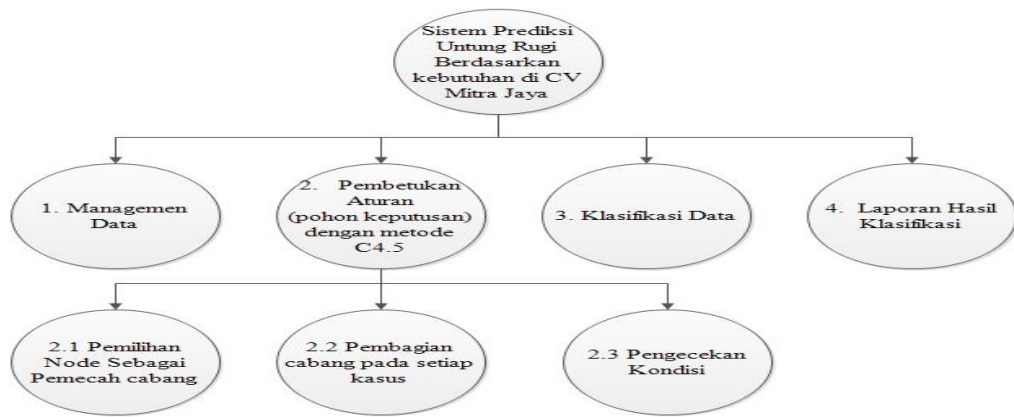 Sistem Prediksi
Untung Rugi
Berdasarkan
kebutuhan di CV
Mitra Jaya
1. Managemen
Data
2. Pembetukan
Aturan
(pohon keputusan)
dengan metode
C4.5
3. Klasifikasi Data
4. Laporan Hasil
Klasifikasi
2.1 Pemilihan
Node Sebagai
Pemecah cabang
2.2 Pembagian
cabang pada setiap
kasus
2.3 Pengecekan
Kondisi